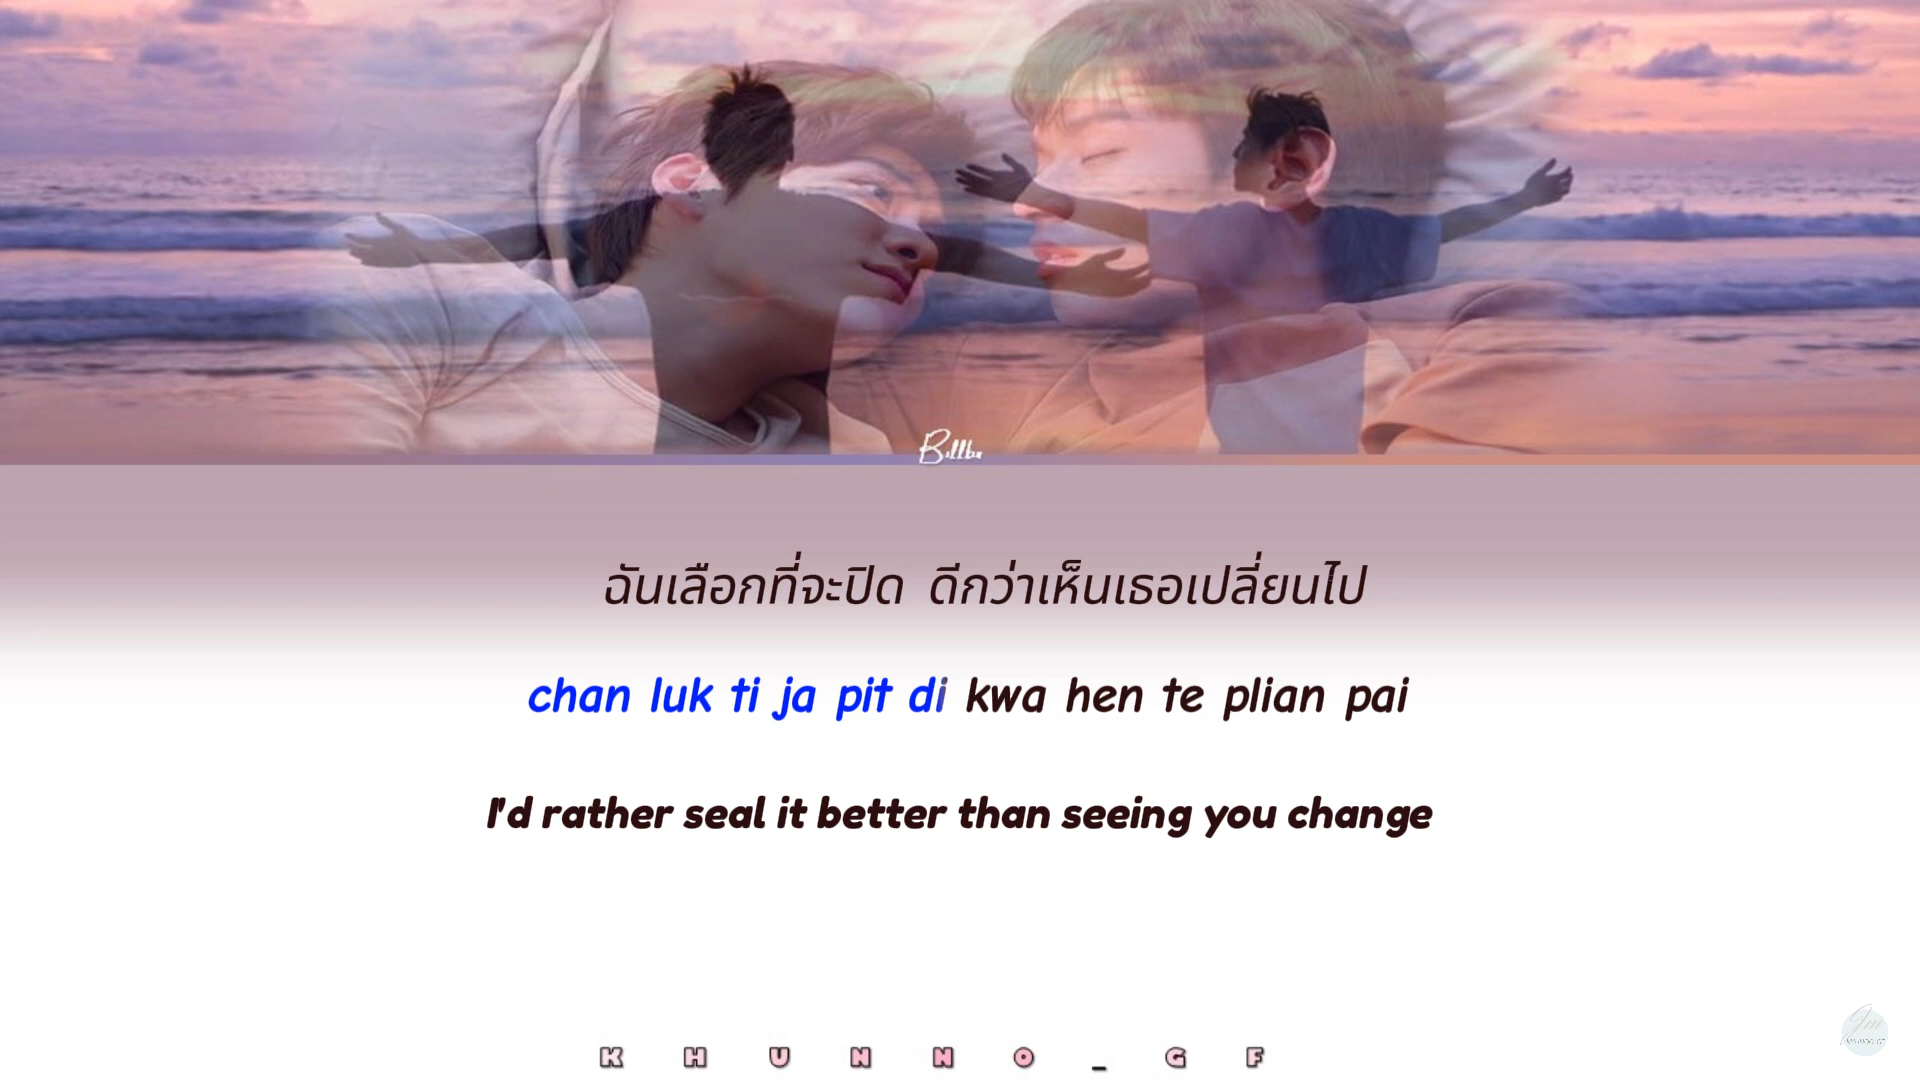 Billkin
ฉันเลือกที่จะปิด ดีกว่าเห็นเธอเปลี่ยนไป
chan luk ti ja pit di kwa hen te plian pai
I'd rather seal it better than seeing you change
KHUNNO_GF